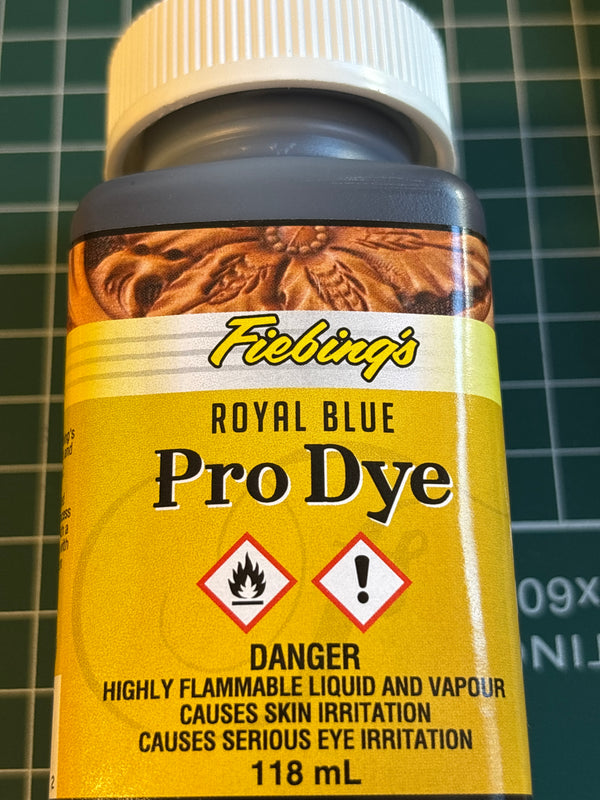 Fiebing's
ROYAL BLUE
Pro Dye
DANGER
HIGHLY FLAMMABLE LIQUID AND VAPOUR
CAUSES SKIN IRRITATION
CAUSES SERIOUS EYE IRRITATION
118 mL